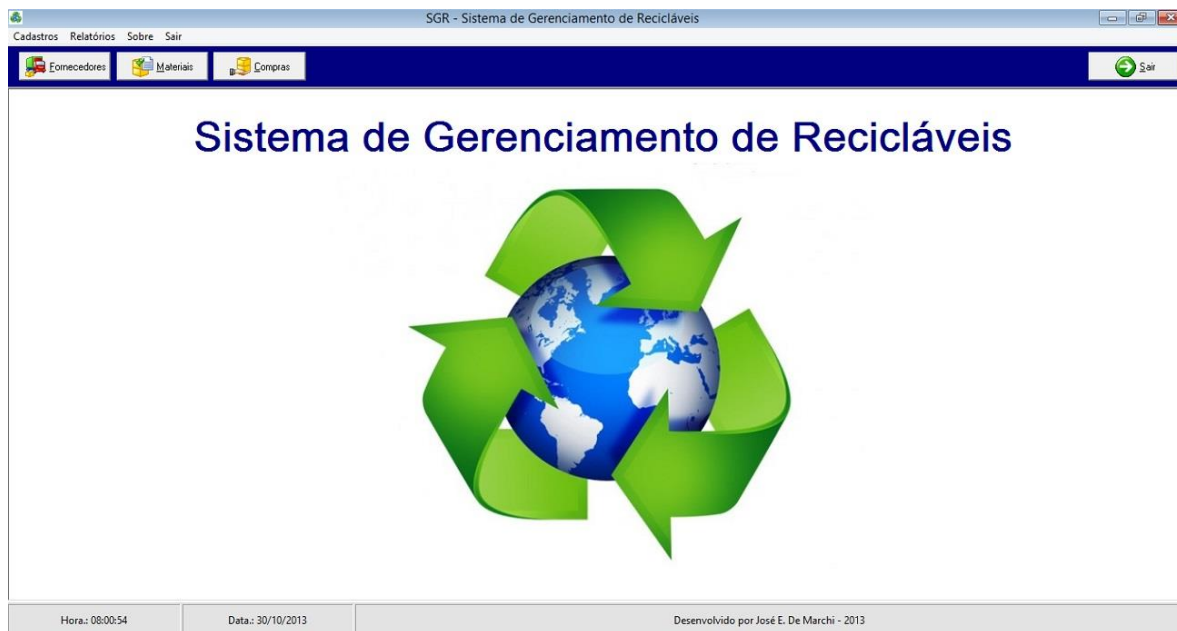 SGR - Sistema de Gerenciamento de Recicláveis
Cadastros Relatórios Sobre Sair
Fornecedores Materiais Compras Sair
Sistema de Gerenciamento de Recicláveis
Hora.: 08:00:54 Data.: 30/10/2013 Desenvolvido por José E. De Marchi - 2013